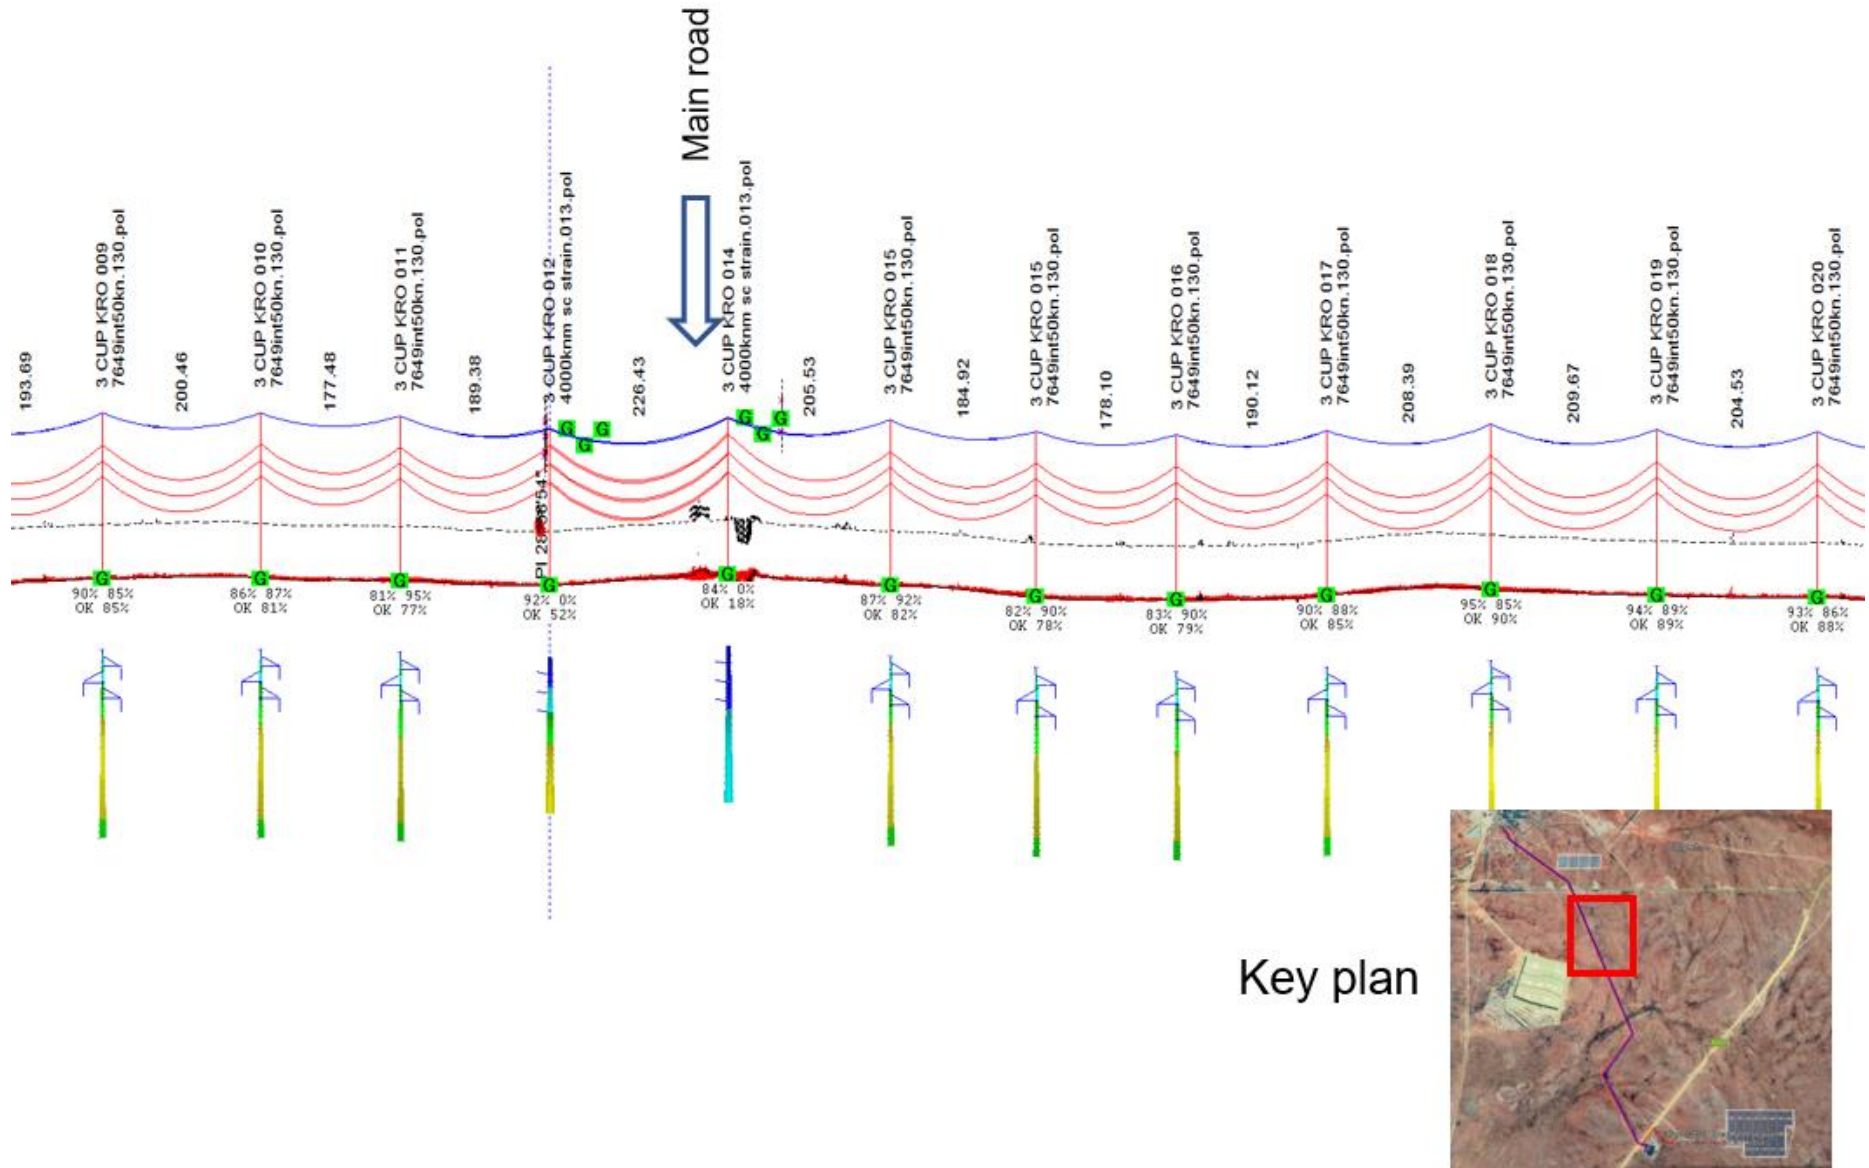 Main road
193.69
3 CUP KRO 009
7649int50kn.130.pol
200.46
3 CUP KRO 010
7649int50kn.130.pol
177.48
3 CUP KRO 011
7649int50kn.130.pol
189.38
3 CUP KRO 012
4000knm sc strain.013.pol
226.43
3 CUP KRO 014
4000knm sc strain.013.pol
205.53
3 CUP KRO 015
7649int50kn.130.pol
184.92
3 CUP KRO 015
7649int50kn.130.pol
178.10
3 CUP KRO 016
7649int50kn.130.pol
190.12
3 CUP KRO 017
7649int50kn.130.pol
208.39
3 CUP KRO 018
7649int50kn.130.pol
209.67
3 CUP KRO 019
7649int50kn.130.pol
204.53
3 CUP KRO 020
7649int50kn.130.pol
G G
G
G G
G
PI
G G G G G G G G G G G G
90% 85%
OK 85%
86% 87%
OK 81%
81% 95%
OK 77%
92% 0%
OK 52%
84% 0%
OK 18%
87% 92%
OK 82%
82% 90%
OK 78%
83% 90%
OK 79%
90% 88%
OK 85%
95% 85%
OK 90%
94% 89%
OK 89%
93% 86%
OK 88%
Key plan